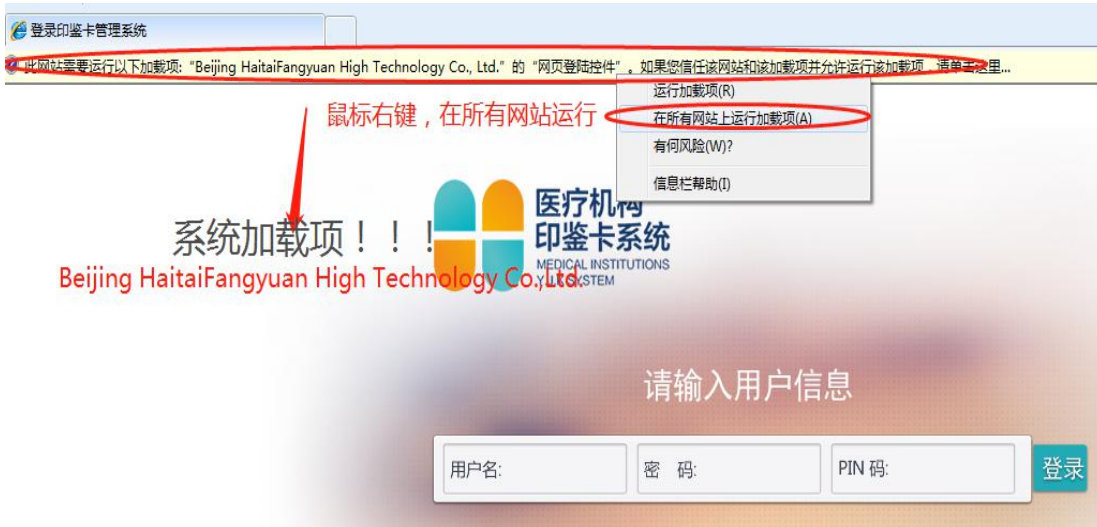 登录印鉴卡管理系统
此网站需要运行以下加载项: "Beijing HaitaiFangyuan High Technology Co., Ltd." 的 "网页登陆控件"。如果您信任该网站和该加载项并允许运行该加载项，请单击这里...
运行加载项(R)
鼠标右键，在所有网站运行
在所有网站上运行加载项(A)
有何风险(W)?
信息栏帮助(I)
医疗机构
印鉴卡系统
MEDICAL INSTITUTIONS
SYSTEM
系统加载项！！！
Beijing HaitaiFangyuan High Technology Co.,Ltd.
请输入用户信息
用户名:
密 码:
PIN 码:
登录